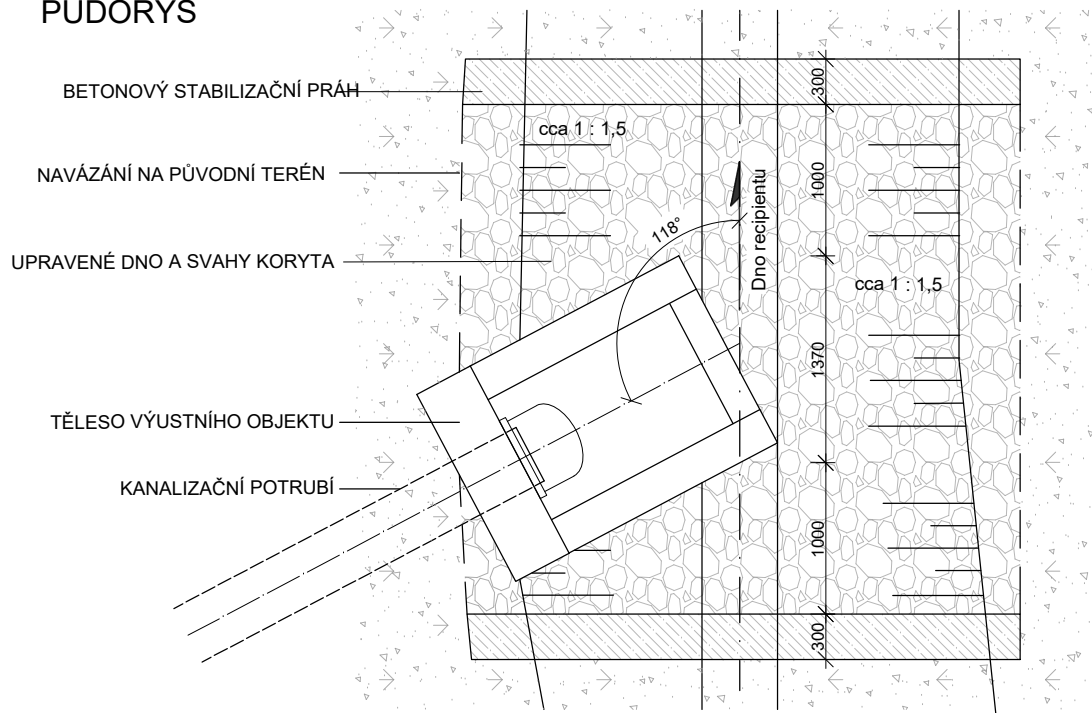 PŮDORYS
BETONOVÝ STABILIZAČNÍ PRÁH
NAVÁZÁNÍ NA PŮVODNÍ TERÉN
UPRAVENÉ DNO A SVAHY KORYTA
TĚLESO VÝUSTNÍHO OBJEKTU
KANALIZAČNÍ POTRUBÍ
cca 1 : 1,5
118°
Dno recipientu
cca 1 : 1,5
300
1000
1370
1000
300